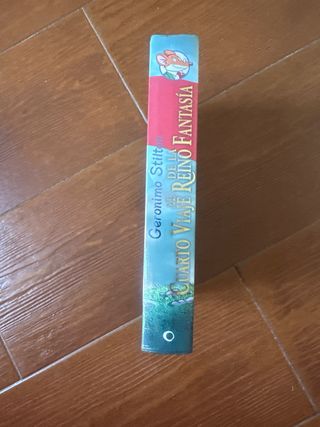 Geronimo Stilton
CUARTO VIAJE AL REINO
DE LA FANTASÍA